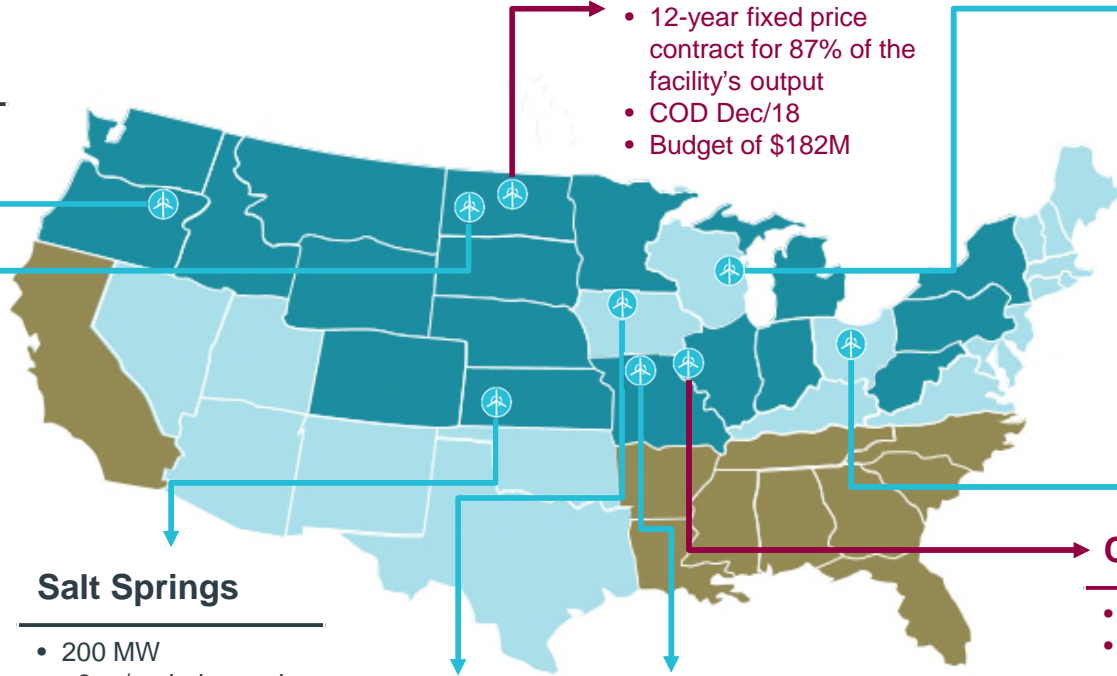 • 12-year fixed price
contract for 87% of the
facility's output
• COD Dec/18
• Budget of $182M
Salt Springs
• 200 MW